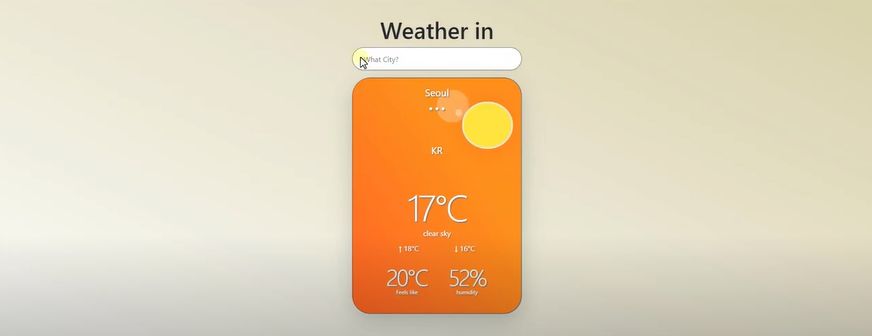 Weather in
What City?
Seoul
KR
17°C
clear sky
↑18°C ↓16°C
20°C 52%
Feels like humidity